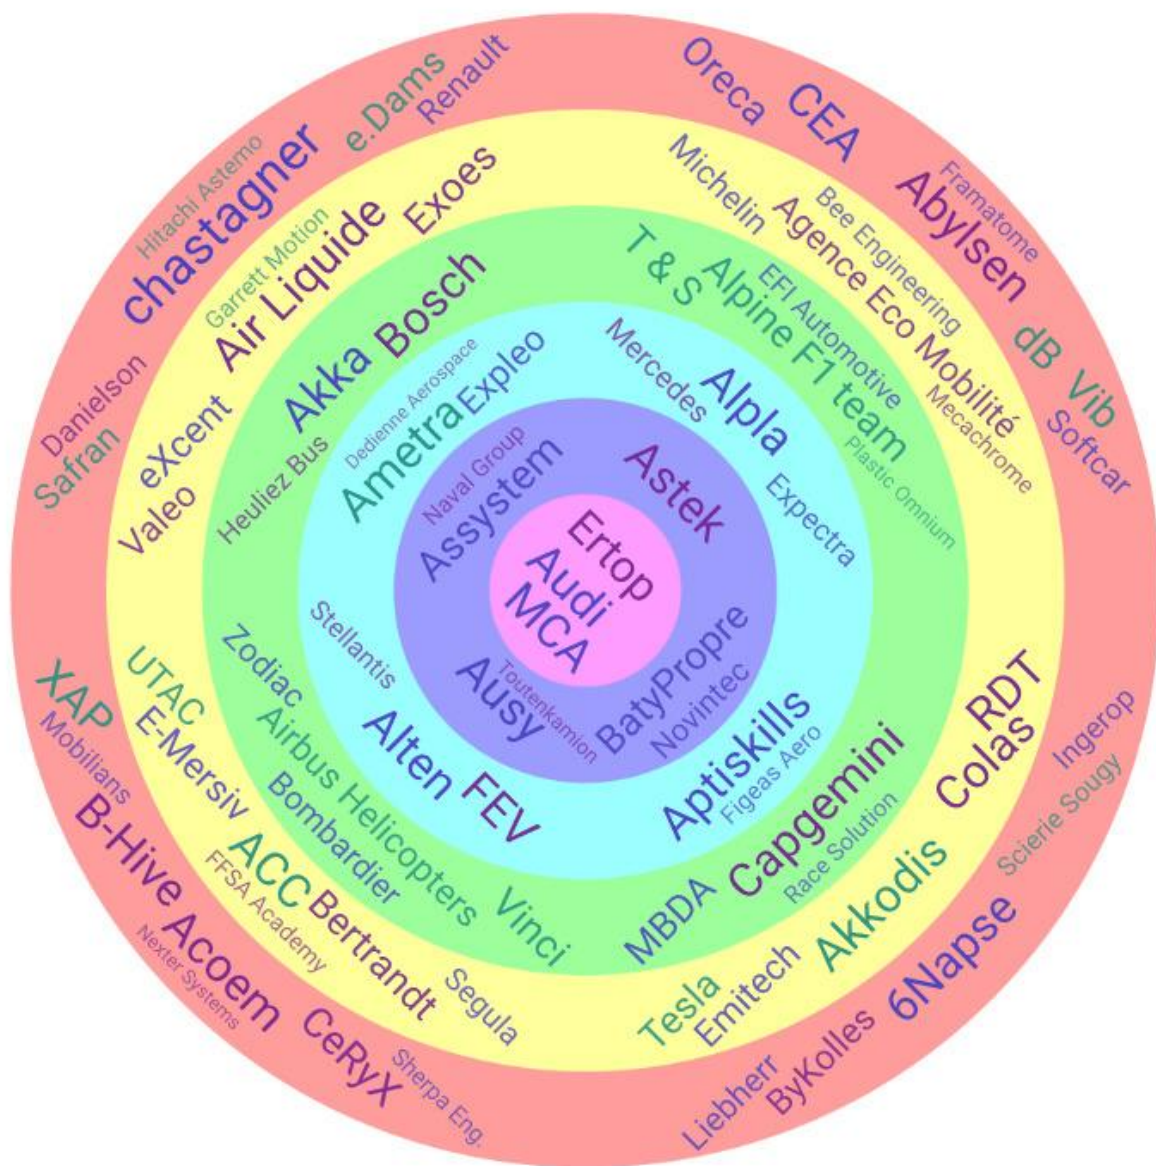 Oreca
CEA
Renault
e.Dams
Hitachi Astemo
chastagner
Framatome
Abylsen
dB Vib
Softcar
Danielson
Safran
XAP
Mobilians
B-Hive
Acoem
Nexter Systems
CeRyX
Sherpa Eng.
Liebherr
ByKolles
6Napse
Scierie Sougy
Ingerop
Exoes
Air Liquide
Garrett Motion
Michelin
Bee Engineering
Agence Eco Mobilité
Mecachrome
eXcent
Valeo
UTAC
E-Mersiv
ACC
FFSA Academy
Bertrandt
Segula
Tesla
Emitech
Akkodis
RDT
Colas
Bosch
Akka
Heuliez Bus
T & S
Alpine F1 team
EFI Automotive
Plastic Omnium
Zodiac
Airbus Helicopters
Bombardier
Vinci
MBDA
Capgemini
Race Solution
Dedienne Aerospace
Expleo
Ametra
Mercedes
Alpla
Expectra
Stellantis
Alten
FEV
Aptiskills
Figeas Aero
Naval Group
Assystem
Astek
Ausy
Toutenkamion
BatyPropre
Novintec
Ertop
Audi
MCA